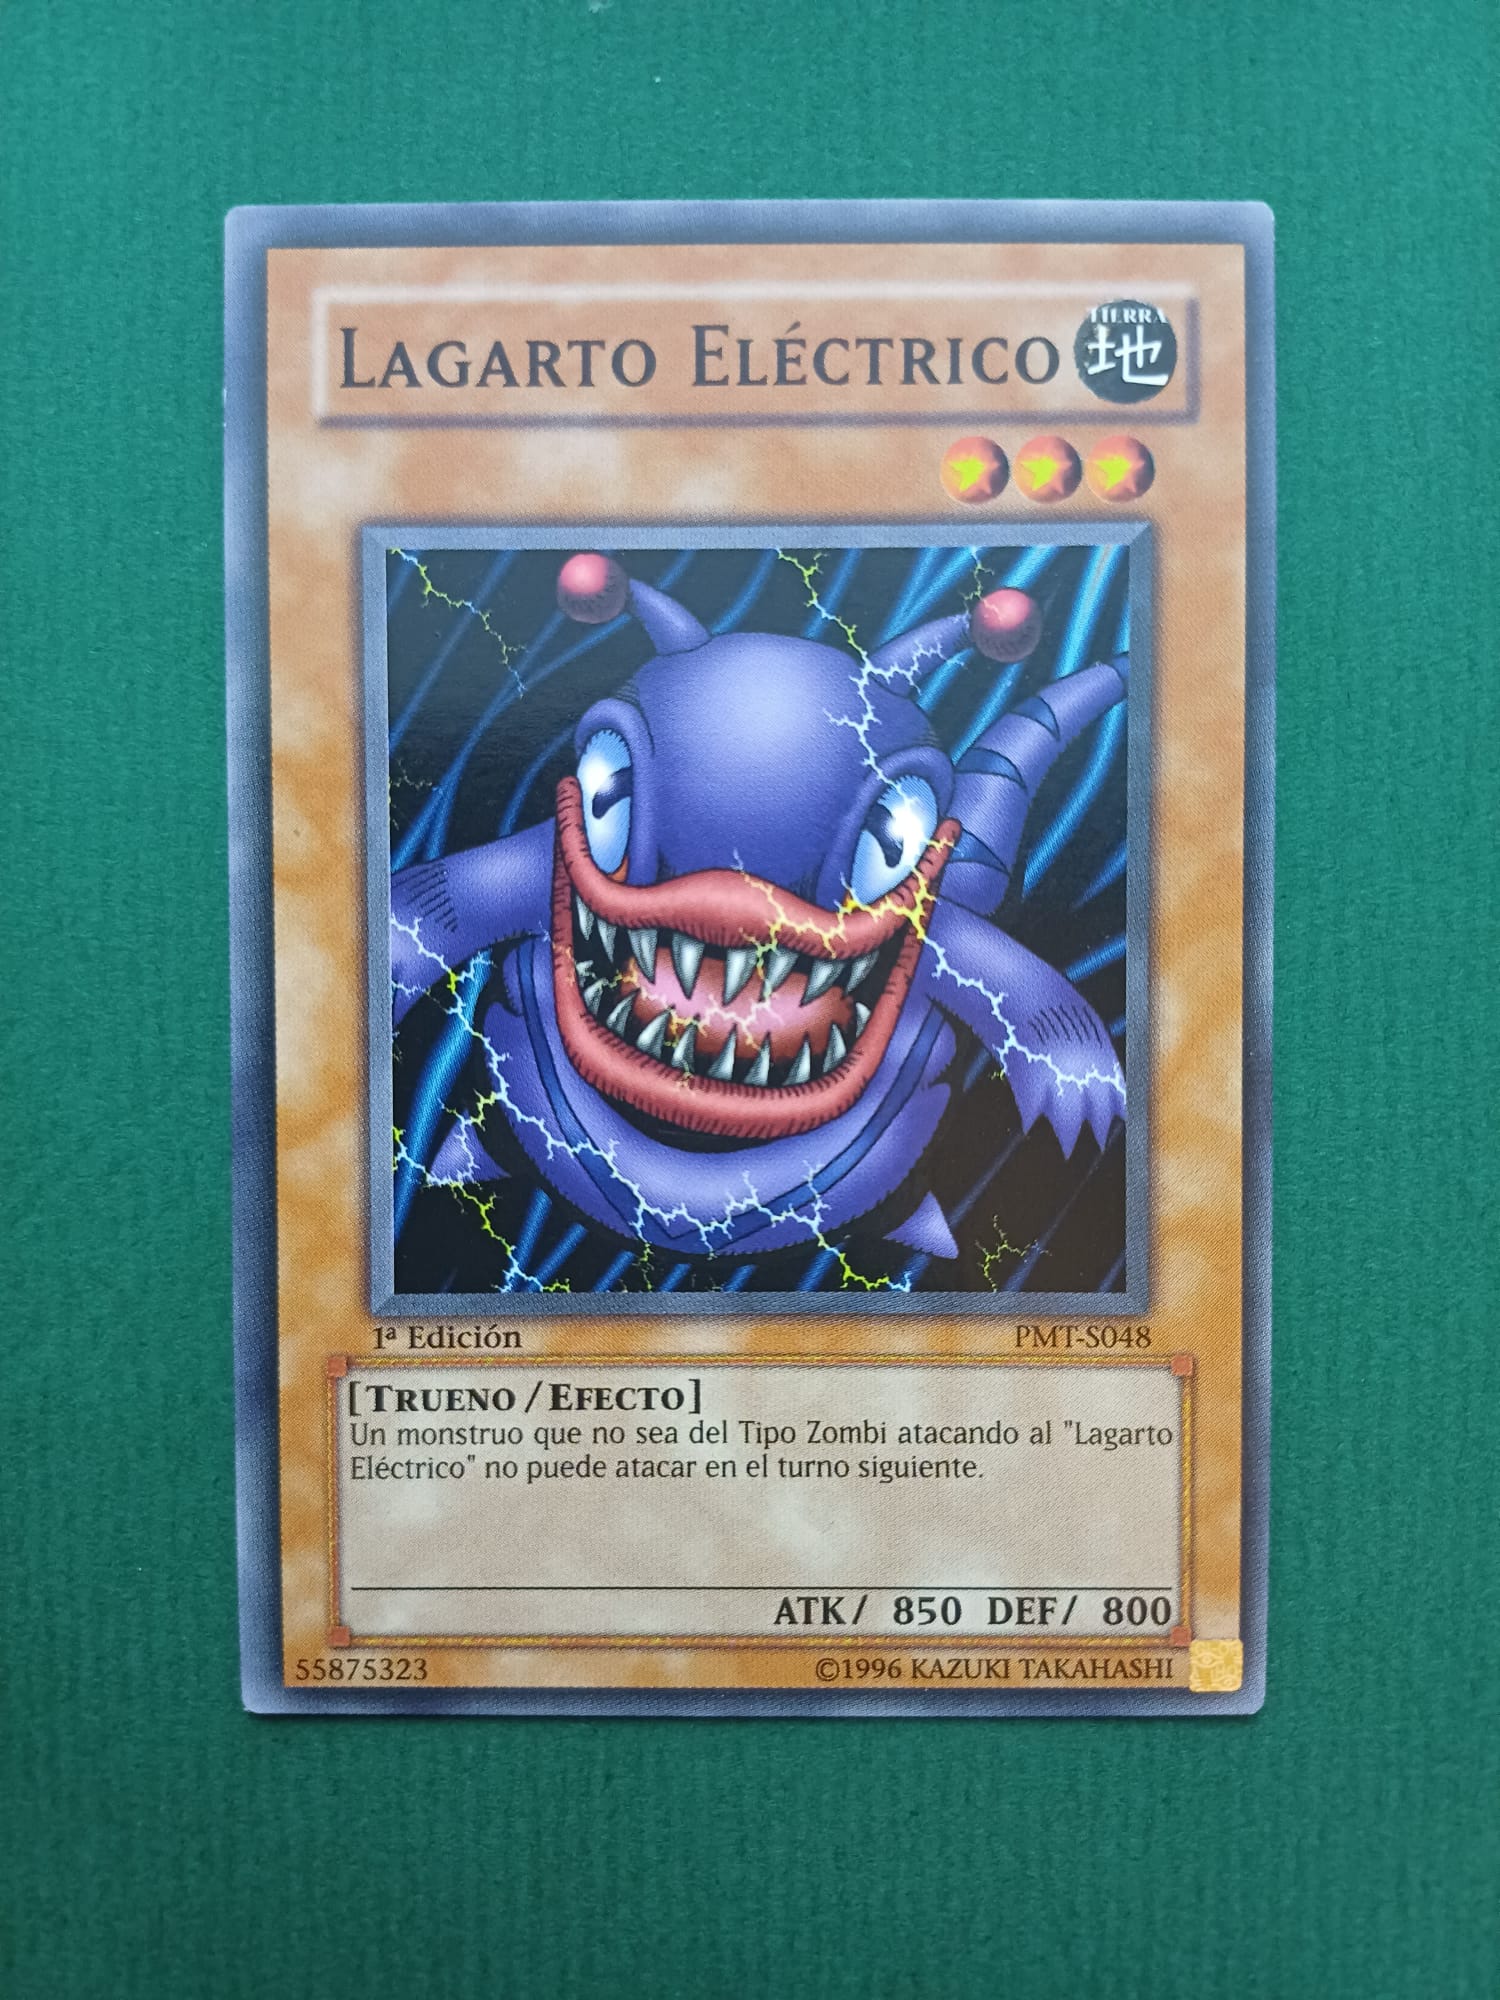 LAGARTO ELÉCTRICO
TIERRA
地
1ª Edición
PMT-S048
[TRUENO/EFECTO]
Un monstruo que no sea del Tipo Zombi atacando al "Lagarto
Eléctrico" no puede atacar en el turno siguiente.
ATK/ 850 DEF/ 800
55875323
©1996 KAZUKI TAKAHASHI